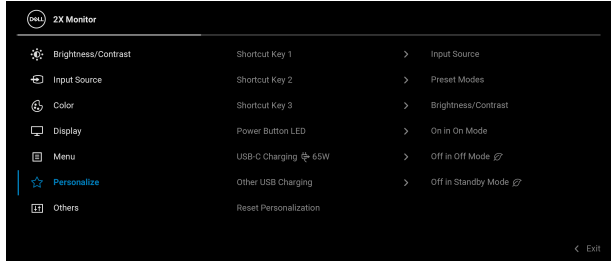 DELL 2X Monitor
Brightness/Contrast Shortcut Key 1 > Input Source
Input Source Shortcut Key 2 > Preset Modes
Color Shortcut Key 3 > Brightness/Contrast
Display Power Button LED > On in On Mode
Menu USB-C Charging 65W > Off in Off Mode
Personalize Other USB Charging > Off in Standby Mode
Others Reset Personalization
< Exit